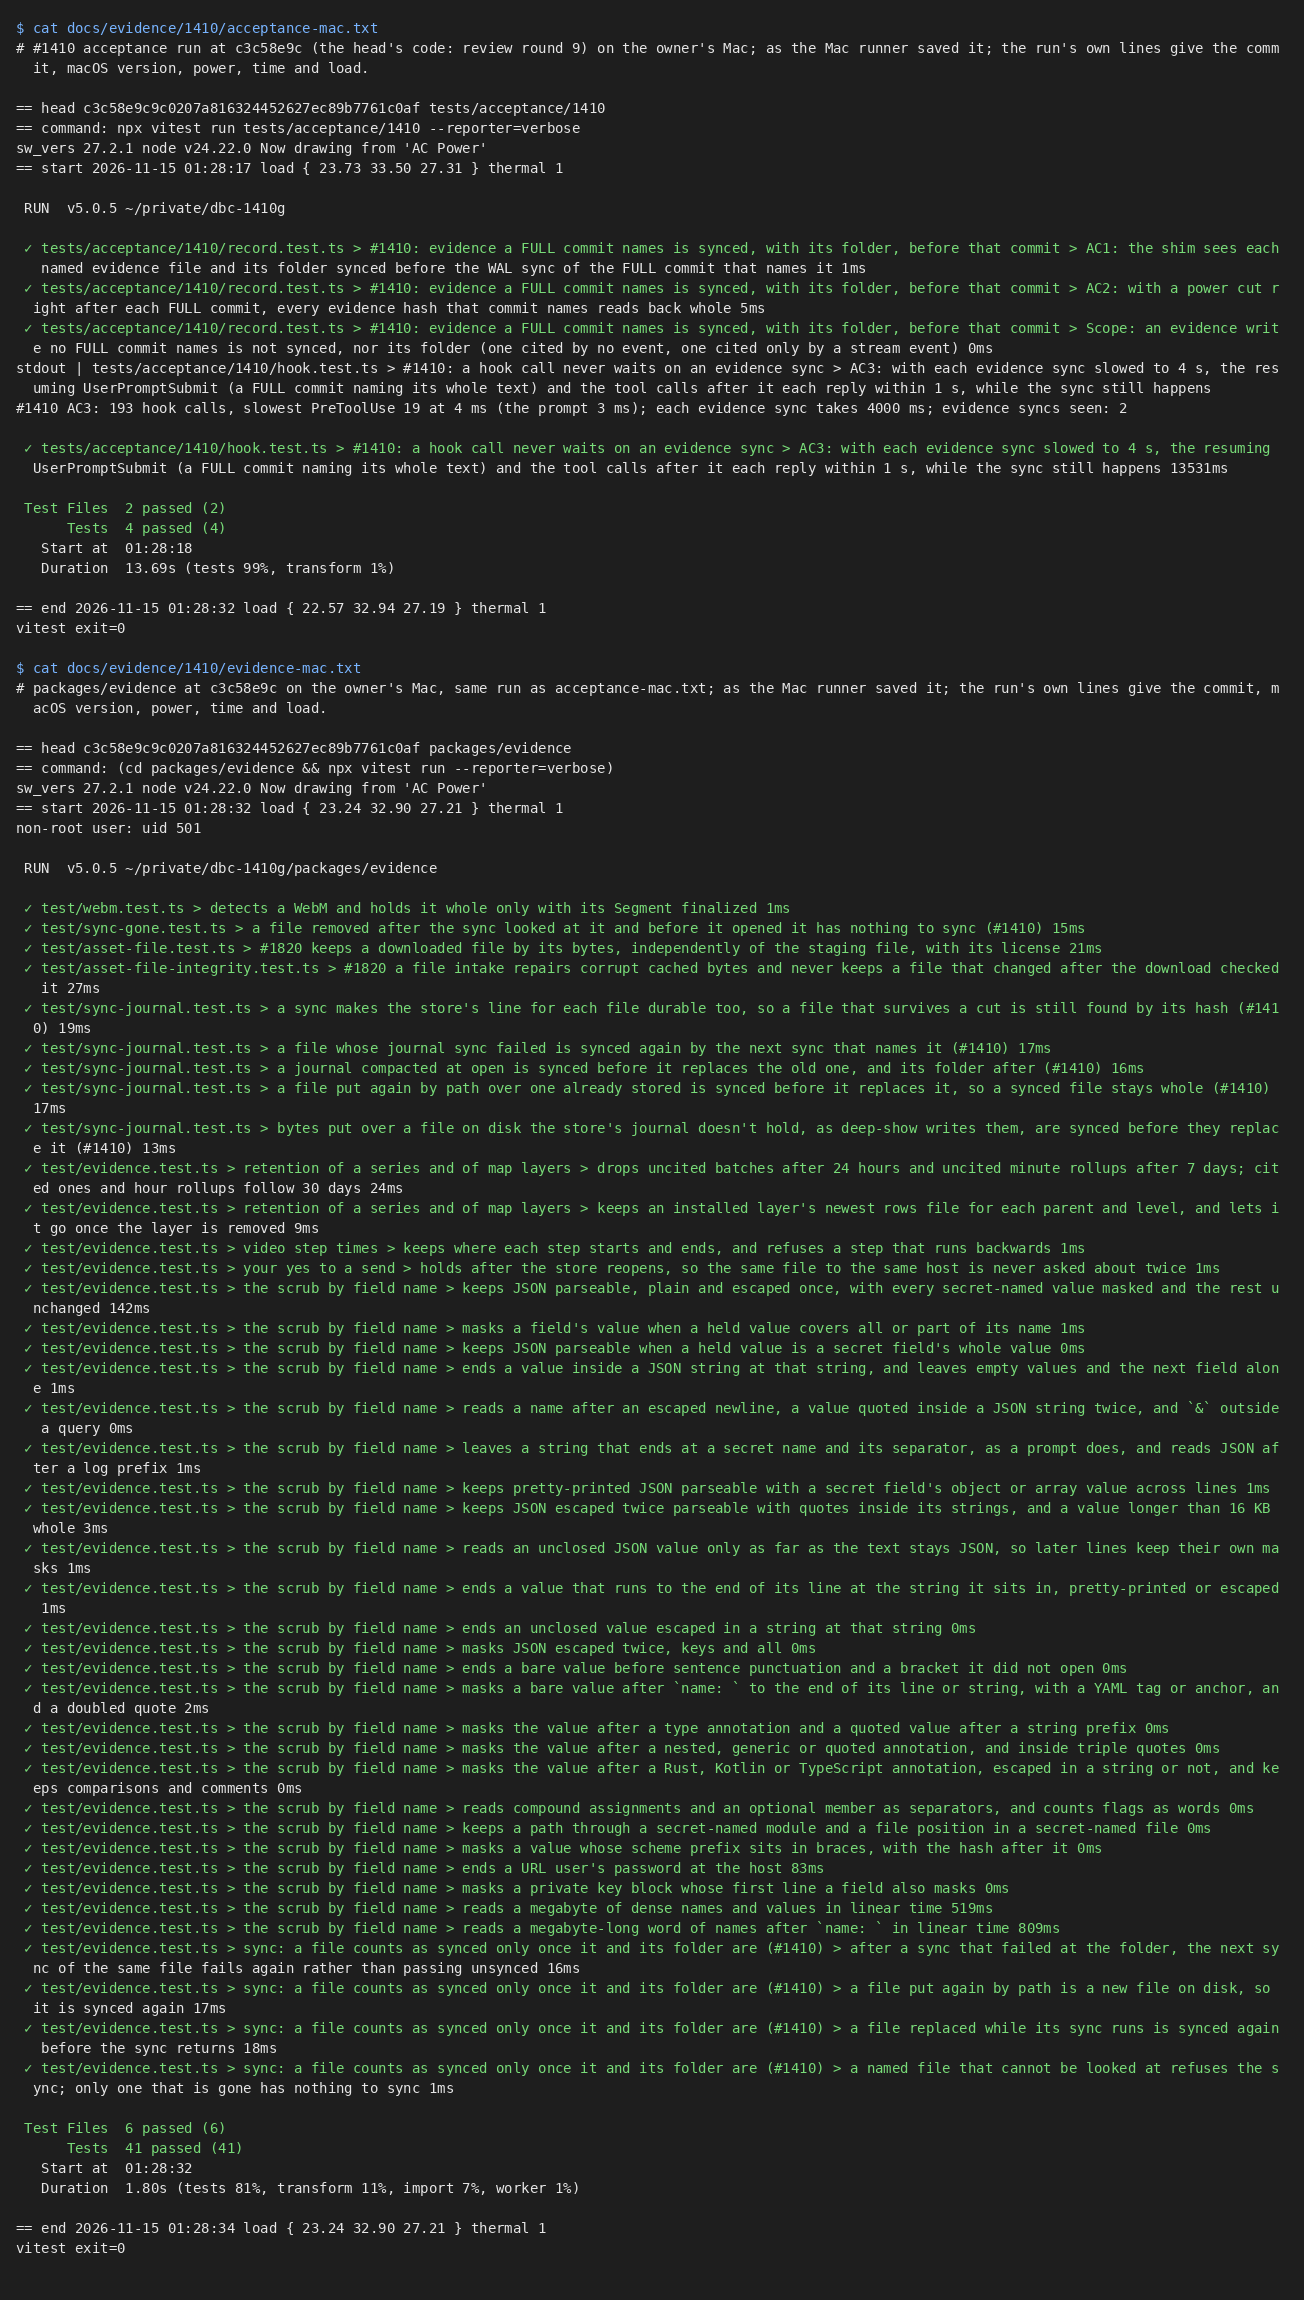 $ cat docs/evidence/1410/acceptance-mac.txt
# #1410 acceptance run at c3c58e9c (the head's code: review round 9) on the owner's Mac; as the Mac runner saved it; the run's own lines give the comm
it, macOS version, power, time and load.
== head c3c58e9c9c0207a816324452627ec89b7761c0af tests/acceptance/1410
== command: npx vitest run tests/acceptance/1410 --reporter=verbose
sw_vers 27.2.1 node v24.22.0 Now drawing from 'AC Power'
== start 2026-11-15 01:28:17 load { 23.73 33.50 27.31 } thermal 1
RUN  v5.0.5 ~/private/dbc-1410g
✓ tests/acceptance/1410/record.test.ts > #1410: evidence a FULL commit names is synced, with its folder, before that commit > AC1: the shim sees each
named evidence file and its folder synced before the WAL sync of the FULL commit that names it 1ms
✓ tests/acceptance/1410/record.test.ts > #1410: evidence a FULL commit names is synced, with its folder, before that commit > AC2: with a power cut r
ight after each FULL commit, every evidence hash that commit names reads back whole 5ms
✓ tests/acceptance/1410/record.test.ts > #1410: evidence a FULL commit names is synced, with its folder, before that commit > Scope: an evidence writ
e no FULL commit names is not synced, nor its folder (one cited by no event, one cited only by a stream event) 0ms
stdout | tests/acceptance/1410/hook.test.ts > #1410: a hook call never waits on an evidence sync > AC3: with each evidence sync slowed to 4 s, the res
uming UserPromptSubmit (a FULL commit naming its whole text) and the tool calls after it each reply within 1 s, while the sync still happens
#1410 AC3: 193 hook calls, slowest PreToolUse 19 at 4 ms (the prompt 3 ms); each evidence sync takes 4000 ms; evidence syncs seen: 2
✓ tests/acceptance/1410/hook.test.ts > #1410: a hook call never waits on an evidence sync > AC3: with each evidence sync slowed to 4 s, the resuming
UserPromptSubmit (a FULL commit naming its whole text) and the tool calls after it each reply within 1 s, while the sync still happens 13531ms
Test Files  2 passed (2)
Tests  4 passed (4)
Start at  01:28:18
Duration  13.69s (tests 99%, transform 1%)
== end 2026-11-15 01:28:32 load { 22.57 32.94 27.19 } thermal 1
vitest exit=0
$ cat docs/evidence/1410/evidence-mac.txt
# packages/evidence at c3c58e9c on the owner's Mac, same run as acceptance-mac.txt; as the Mac runner saved it; the run's own lines give the commit, m
acOS version, power, time and load.
== head c3c58e9c9c0207a816324452627ec89b7761c0af packages/evidence
== command: (cd packages/evidence && npx vitest run --reporter=verbose)
sw_vers 27.2.1 node v24.22.0 Now drawing from 'AC Power'
== start 2026-11-15 01:28:32 load { 23.24 32.90 27.21 } thermal 1
non-root user: uid 501
RUN  v5.0.5 ~/private/dbc-1410g/packages/evidence
✓ test/webm.test.ts > detects a WebM and holds it whole only with its Segment finalized 1ms
✓ test/sync-gone.test.ts > a file removed after the sync looked at it and before it opened it has nothing to sync (#1410) 15ms
✓ test/asset-file.test.ts > #1820 keeps a downloaded file by its bytes, independently of the staging file, with its license 21ms
✓ test/asset-file-integrity.test.ts > #1820 a file intake repairs corrupt cached bytes and never keeps a file that changed after the download checked
it 27ms
✓ test/sync-journal.test.ts > a sync makes the store's line for each file durable too, so a file that survives a cut is still found by its hash (#141
0) 19ms
✓ test/sync-journal.test.ts > a file whose journal sync failed is synced again by the next sync that names it (#1410) 17ms
✓ test/sync-journal.test.ts > a journal compacted at open is synced before it replaces the old one, and its folder after (#1410) 16ms
✓ test/sync-journal.test.ts > a file put again by path over one already stored is synced before it replaces it, so a synced file stays whole (#1410)
17ms
✓ test/sync-journal.test.ts > bytes put over a file on disk the store's journal doesn't hold, as deep-show writes them, are synced before they replac
e it (#1410) 13ms
✓ test/evidence.test.ts > retention of a series and of map layers > drops uncited batches after 24 hours and uncited minute rollups after 7 days; cit
ed ones and hour rollups follow 30 days 24ms
✓ test/evidence.test.ts > retention of a series and of map layers > keeps an installed layer's newest rows file for each parent and level, and lets i
t go once the layer is removed 9ms
✓ test/evidence.test.ts > video step times > keeps where each step starts and ends, and refuses a step that runs backwards 1ms
✓ test/evidence.test.ts > your yes to a send > holds after the store reopens, so the same file to the same host is never asked about twice 1ms
✓ test/evidence.test.ts > the scrub by field name > keeps JSON parseable, plain and escaped once, with every secret-named value masked and the rest u
nchanged 142ms
✓ test/evidence.test.ts > the scrub by field name > masks a field's value when a held value covers all or part of its name 1ms
✓ test/evidence.test.ts > the scrub by field name > keeps JSON parseable when a held value is a secret field's whole value 0ms
✓ test/evidence.test.ts > the scrub by field name > ends a value inside a JSON string at that string, and leaves empty values and the next field alon
e 1ms
✓ test/evidence.test.ts > the scrub by field name > reads a name after an escaped newline, a value quoted inside a JSON string twice, and `&` outside
a query 0ms
✓ test/evidence.test.ts > the scrub by field name > leaves a string that ends at a secret name and its separator, as a prompt does, and reads JSON af
ter a log prefix 1ms
✓ test/evidence.test.ts > the scrub by field name > keeps pretty-printed JSON parseable with a secret field's object or array value across lines 1ms
✓ test/evidence.test.ts > the scrub by field name > keeps JSON escaped twice parseable with quotes inside its strings, and a value longer than 16 KB
whole 3ms
✓ test/evidence.test.ts > the scrub by field name > reads an unclosed JSON value only as far as the text stays JSON, so later lines keep their own ma
sks 1ms
✓ test/evidence.test.ts > the scrub by field name > ends a value that runs to the end of its line at the string it sits in, pretty-printed or escaped
1ms
✓ test/evidence.test.ts > the scrub by field name > ends an unclosed value escaped in a string at that string 0ms
✓ test/evidence.test.ts > the scrub by field name > masks JSON escaped twice, keys and all 0ms
✓ test/evidence.test.ts > the scrub by field name > ends a bare value before sentence punctuation and a bracket it did not open 0ms
✓ test/evidence.test.ts > the scrub by field name > masks a bare value after `name: ` to the end of its line or string, with a YAML tag or anchor, an
d a doubled quote 2ms
✓ test/evidence.test.ts > the scrub by field name > masks the value after a type annotation and a quoted value after a string prefix 0ms
✓ test/evidence.test.ts > the scrub by field name > masks the value after a nested, generic or quoted annotation, and inside triple quotes 0ms
✓ test/evidence.test.ts > the scrub by field name > masks the value after a Rust, Kotlin or TypeScript annotation, escaped in a string or not, and ke
eps comparisons and comments 0ms
✓ test/evidence.test.ts > the scrub by field name > reads compound assignments and an optional member as separators, and counts flags as words 0ms
✓ test/evidence.test.ts > the scrub by field name > keeps a path through a secret-named module and a file position in a secret-named file 0ms
✓ test/evidence.test.ts > the scrub by field name > masks a value whose scheme prefix sits in braces, with the hash after it 0ms
✓ test/evidence.test.ts > the scrub by field name > ends a URL user's password at the host 83ms
✓ test/evidence.test.ts > the scrub by field name > masks a private key block whose first line a field also masks 0ms
✓ test/evidence.test.ts > the scrub by field name > reads a megabyte of dense names and values in linear time 519ms
✓ test/evidence.test.ts > the scrub by field name > reads a megabyte-long word of names after `name: ` in linear time 809ms
✓ test/evidence.test.ts > sync: a file counts as synced only once it and its folder are (#1410) > after a sync that failed at the folder, the next sy
nc of the same file fails again rather than passing unsynced 16ms
✓ test/evidence.test.ts > sync: a file counts as synced only once it and its folder are (#1410) > a file put again by path is a new file on disk, so
it is synced again 17ms
✓ test/evidence.test.ts > sync: a file counts as synced only once it and its folder are (#1410) > a file replaced while its sync runs is synced again
before the sync returns 18ms
✓ test/evidence.test.ts > sync: a file counts as synced only once it and its folder are (#1410) > a named file that cannot be looked at refuses the s
ync; only one that is gone has nothing to sync 1ms
Test Files  6 passed (6)
Tests  41 passed (41)
Start at  01:28:32
Duration  1.80s (tests 81%, transform 11%, import 7%, worker 1%)
== end 2026-11-15 01:28:34 load { 23.24 32.90 27.21 } thermal 1
vitest exit=0